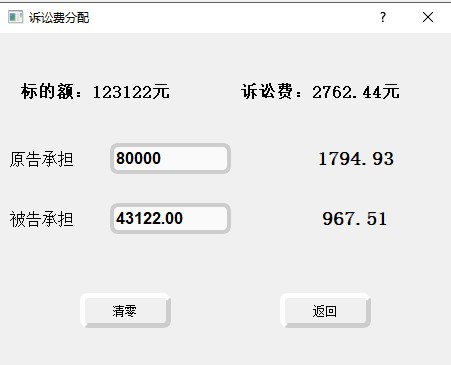 诉讼费分配
标的额：123122元 诉讼费：2762.44元
原告承担 80000 1794.93
被告承担 43122.00 967.51
清零 返回